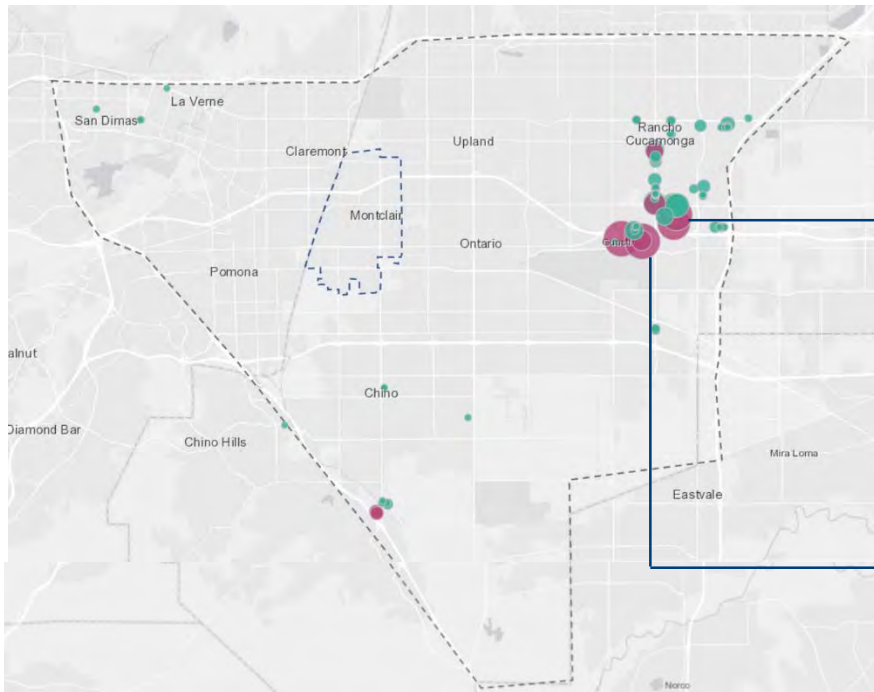 La Verne
San Dimas
Rancho
Cucamonga
Upland
Claremont
Montclair
Ontario
Pomona
alnut
Chino
Diamond Bar
Chino Hills
Mira Loma
Eastvale
Norco